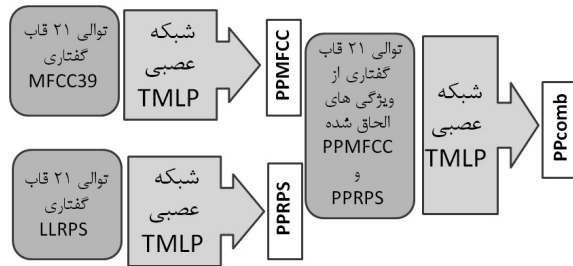 توالی ۲۱ قاب
گفتاری
MFCC39
شبکه
عصبی
TMLP
PPMFCC
توالی ۲۱ قاب
گفتاری
LLRPS
شبکه
عصبی
TMLP
PPRPS
توالی ۲۱ قاب
گفتاری از
ویژگی های
الحاق شده
PPMFCC
و
PPRPS
شبکه
عصبی
TMLP
PPcomb